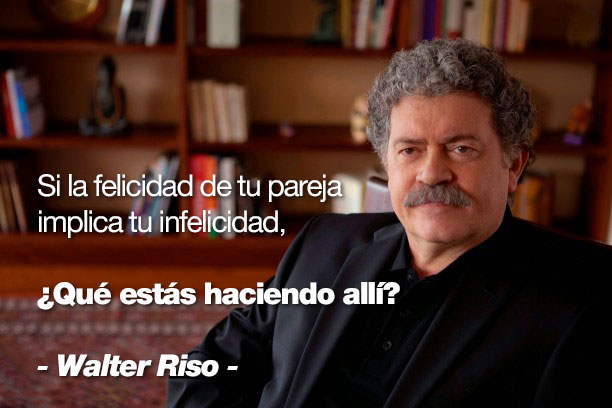 Si la felicidad de tu pareja
implica tu infelicidad,
¿Qué estás haciendo allí?
- Walter Riso -